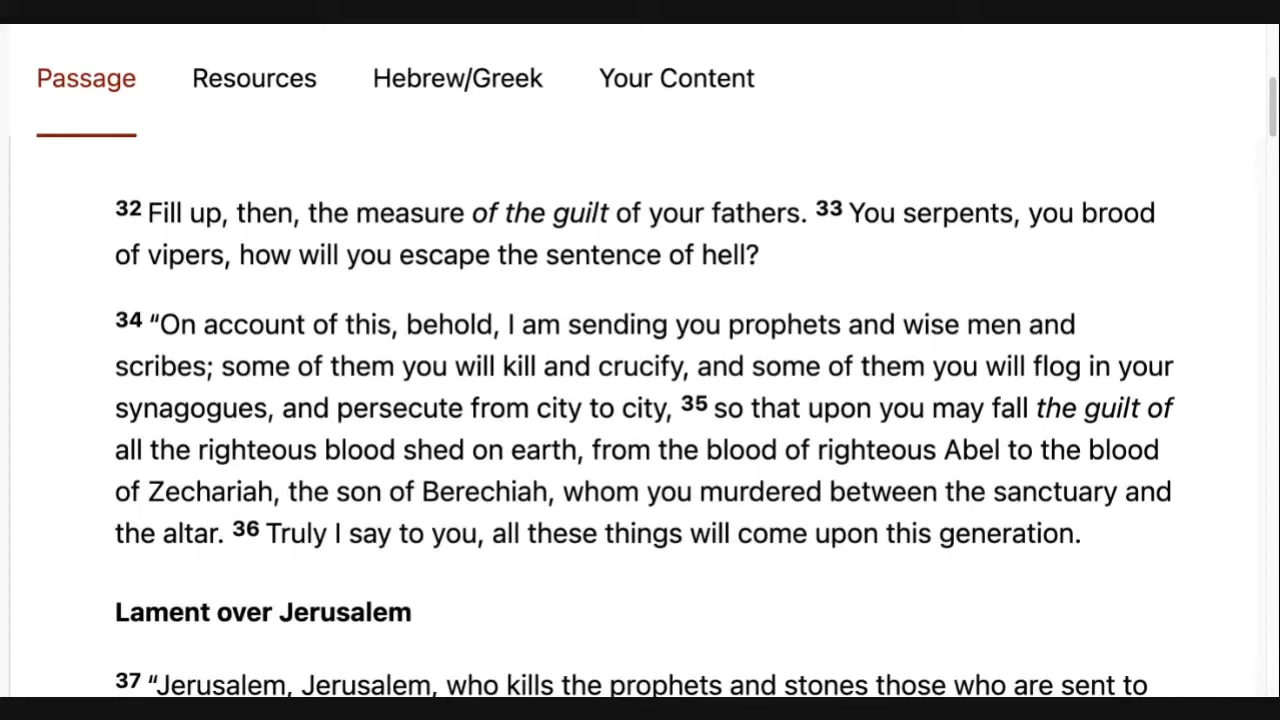 Passage Resources Hebrew/Greek Your Content
32 Fill up, then, the measure of the guilt of your fathers. 33 You serpents, you brood
of vipers, how will you escape the sentence of hell?
34 “On account of this, behold, I am sending you prophets and wise men and
scribes; some of them you will kill and crucify, and some of them you will flog in your
synagogues, and persecute from city to city, 35 so that upon you may fall the guilt of
all the righteous blood shed on earth, from the blood of righteous Abel to the blood
of Zechariah, the son of Berechiah, whom you murdered between the sanctuary and
the altar. 36 Truly I say to you, all these things will come upon this generation.
Lament over Jerusalem
37 “Jerusalem, Jerusalem, who kills the prophets and stones those who are sent to